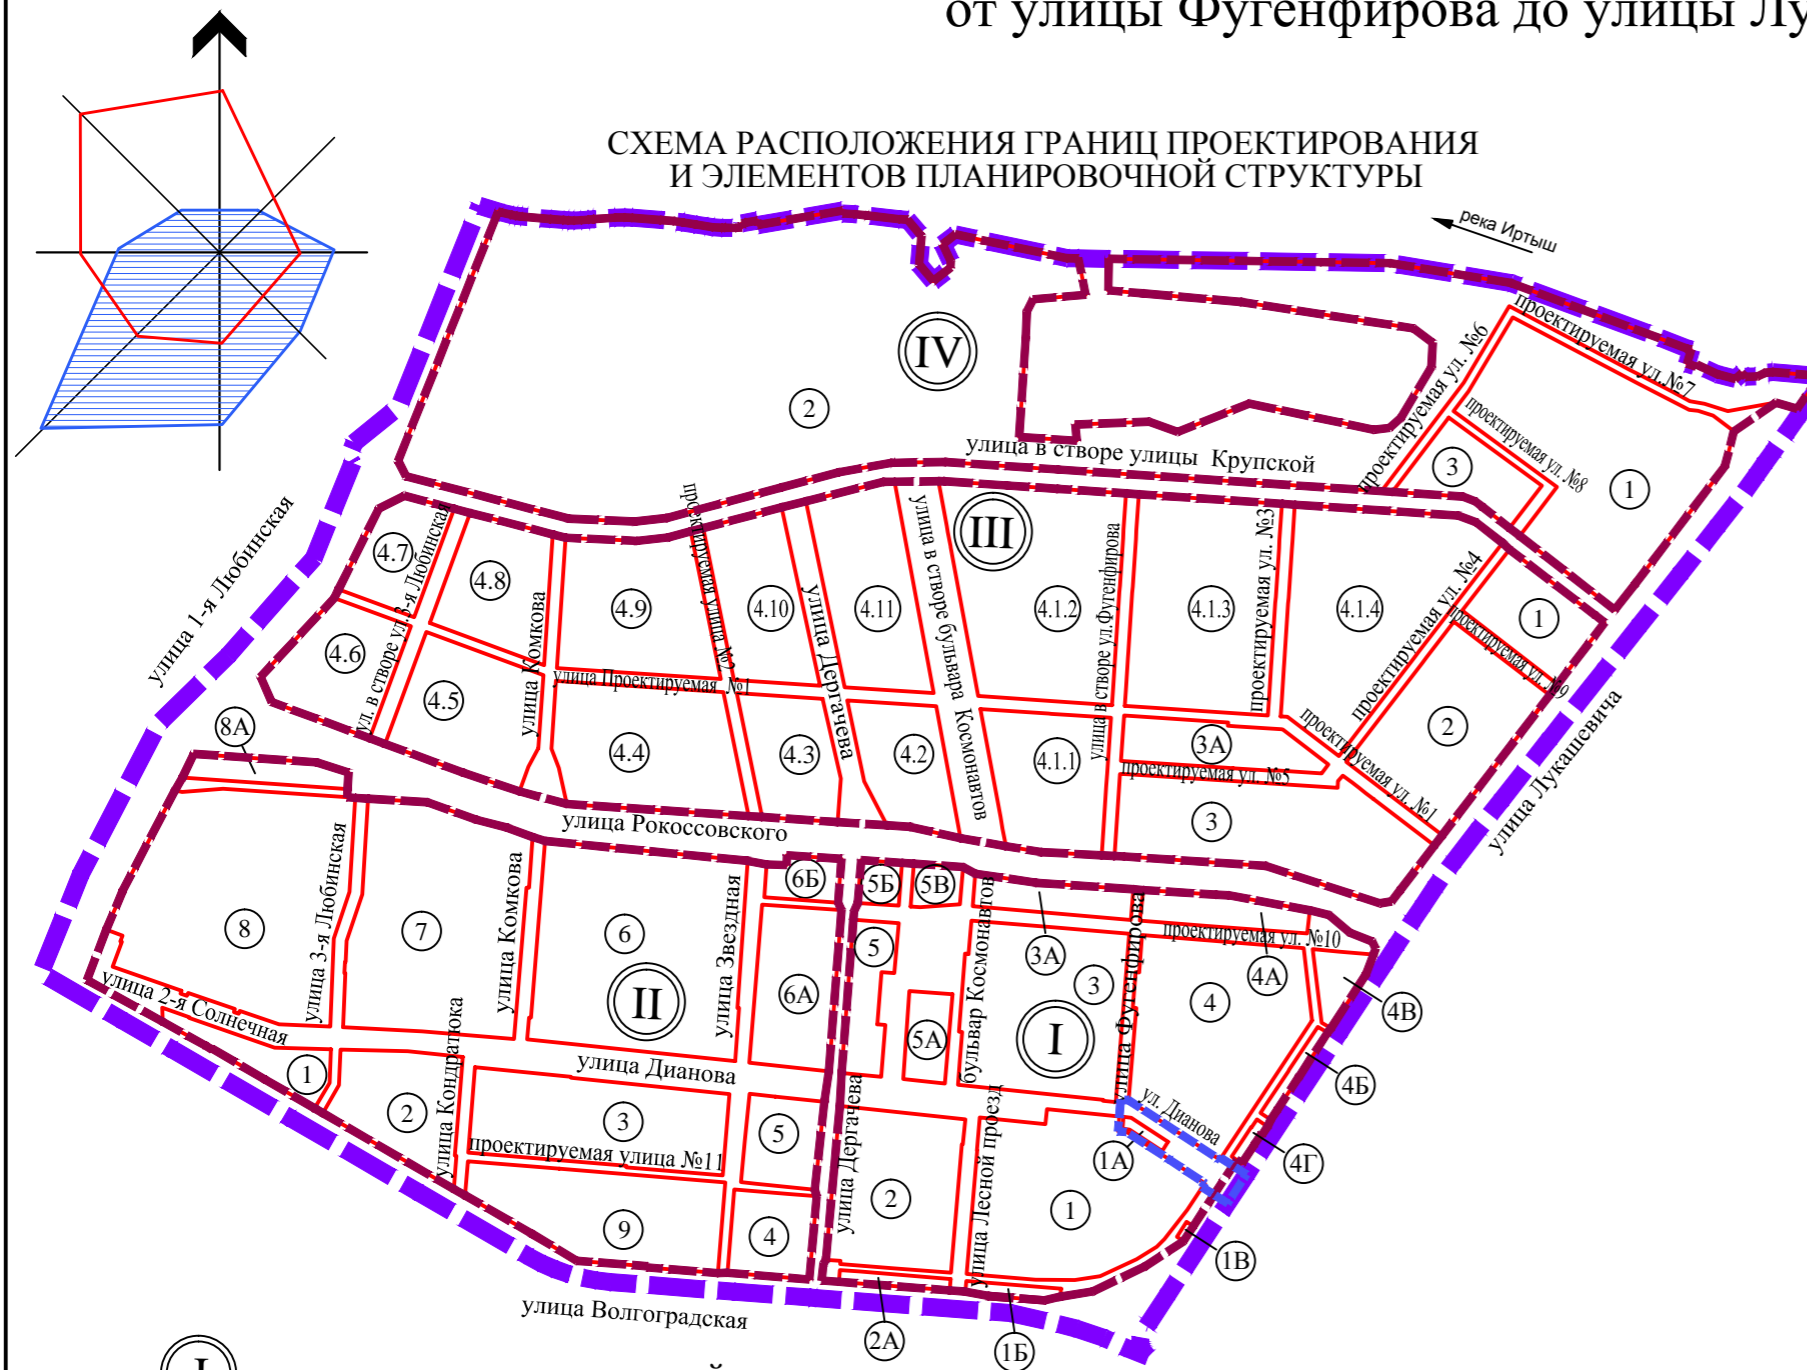 от улицы Фугенфирова до улицы Лу
СХЕМА РАСПОЛОЖЕНИЯ ГРАНИЦ ПРОЕКТИРОВАНИЯ
И ЭЛЕМЕНТОВ ПЛАНИРОВОЧНОЙ СТРУКТУРЫ
река Иртыш
проектируемая ул.№7
проектируемая ул. №6
проектируемая ул. №8
IV
2
3
1
улица в створе улицы Крупской
улица 1-я Любинская
ул. в створе ул. 3-я Любинская
улица Комкова
проектируемая улица №2
улица Дергачева
улица в створе бульвара Космонавтов
III
улица в створе ул.Фугенфирова
проектируемая ул. №3
проектируемая ул. №4
проектируемая ул. №9
4.7
4.8
4.9
4.10
4.11
4.1.2
4.1.3
4.1.4
1
4.6
4.5
улица Проектируемая №1
проектируемая ул. №1
4.4
4.3
4.2
4.1.1
3А
2
проектируемая ул. №5
3
улица Лукашевича
8А
улица Рокоссовского
улица 3-я Любинская
улица Комкова
улица Звездная
6Б
5Б
5В
бульвар Космонавтов
3А
улица Фугенфирова
проектируемая ул. №10
4А
8
7
6
5
3
4
4В
II
6А
5А
I
4Б
улица 2-я Солнечная
улица Дианова
ул. Дианова
1
2
улица Кондратюка
3
5
улица Дергачева
улица Лесной проезд
1А
4Г
проектируемая улица №11
2
1
9
4
1В
улица Волгоградская
2А
1Б
I